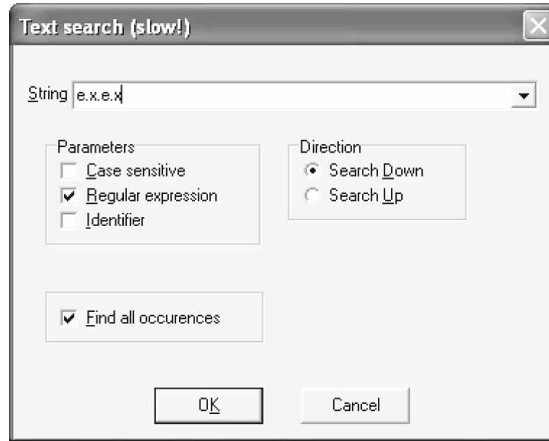 Text search (slow!)
String e.x.e.x
Parameters
Case sensitive
Regular expression
Identifier
Direction
Search Down
Search Up
Find all occurences
OK
Cancel